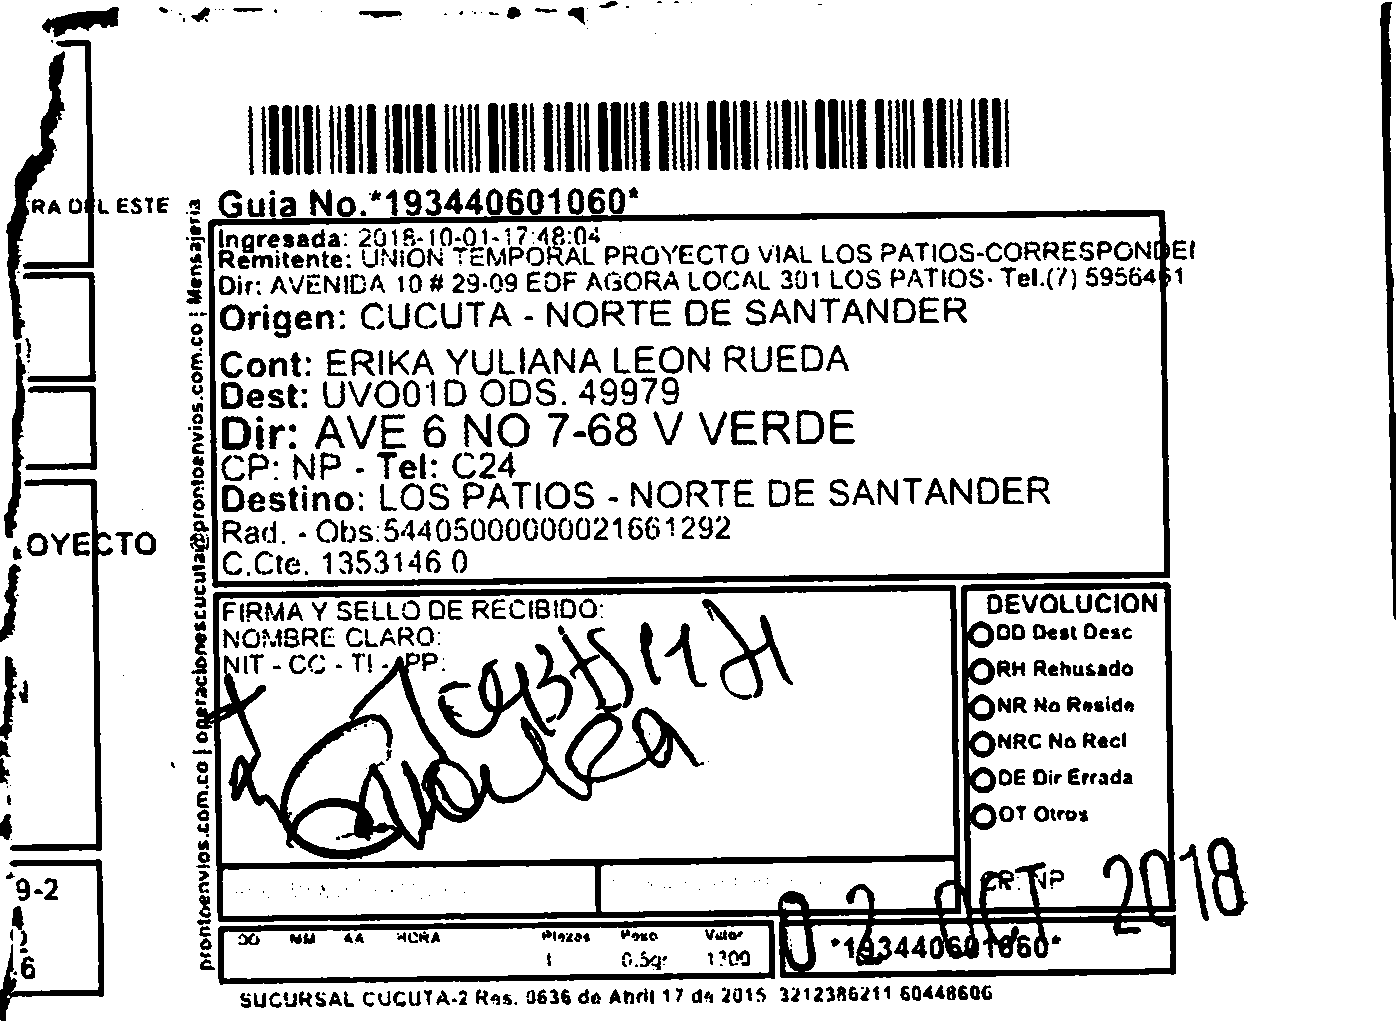 RA DEL ESTE
OYECTO
9-2
6
prontoenvios.com.co | operacionescucuta@prontoenvios.com.co | Mensajeria
Guia No.*193440601060*
Ingresada: 2018-10-01-17:48:04
Remitente: UNION TEMPORAL PROYECTO VIAL LOS PATIOS-CORRESPONDEI
Dir: AVENIDA 10 # 29-09 EDF AGORA LOCAL 301 LOS PATIOS- Tel.(7) 5956461
Origen: CUCUTA - NORTE DE SANTANDER
Cont: ERIKA YULIANA LEON RUEDA
Dest: UVO01D ODS. 49979
Dir: AVE 6 NO 7-68 V VERDE
CP: NP - Tel: C24
Destino: LOS PATIOS - NORTE DE SANTANDER
Rad. - Obs:54405000000021661292
C.Cte. 1353146 0
FIRMA Y SELLO DE RECIBIDO:
NOMBRE CLARO:
NIT - CC - TI - PP:
DEVOLUCION
DD Dest Desc
RH Rehusado
NR No Reside
NRC No Recl
DE Dir Errada
OT Otros
CR: NP
02 OCT 2018
DD MM AA HORA
Piezas Peso Valor
1 0.5gr 1300
*193440601060*
SUCURSAL CUCUTA-2 Res. 0636 de Abril 17 de 2015 3212386211 60448606